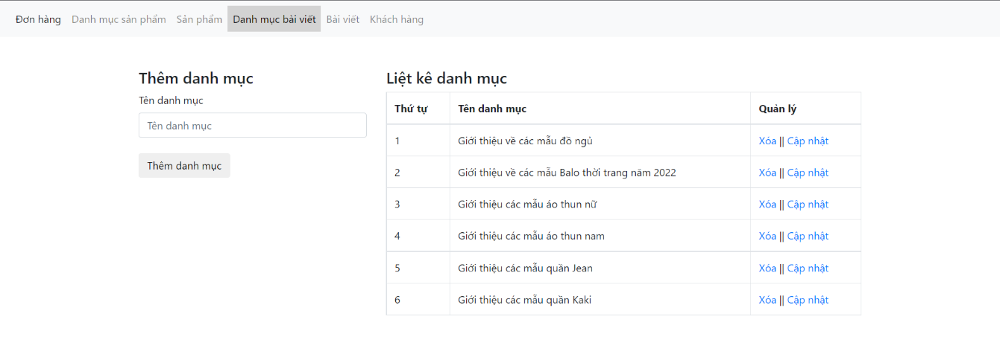 Đơn hàng Danh mục sản phẩm Sản phẩm Danh mục bài viết Bài viết Khách hàng
Thêm danh mục
Tên danh mục
Tên danh mục
Thêm danh mục
Liệt kê danh mục
Thứ tự Tên danh mục Quản lý
1 Giới thiệu về các mẫu đồ ngủ Xóa || Cập nhật
2 Giới thiệu về các mẫu Balo thời trang năm 2022 Xóa || Cập nhật
3 Giới thiệu các mẫu áo thun nữ Xóa || Cập nhật
4 Giới thiệu các mẫu áo thun nam Xóa || Cập nhật
5 Giới thiệu các mẫu quần Jean Xóa || Cập nhật
6 Giới thiệu các mẫu quần Kaki Xóa || Cập nhật